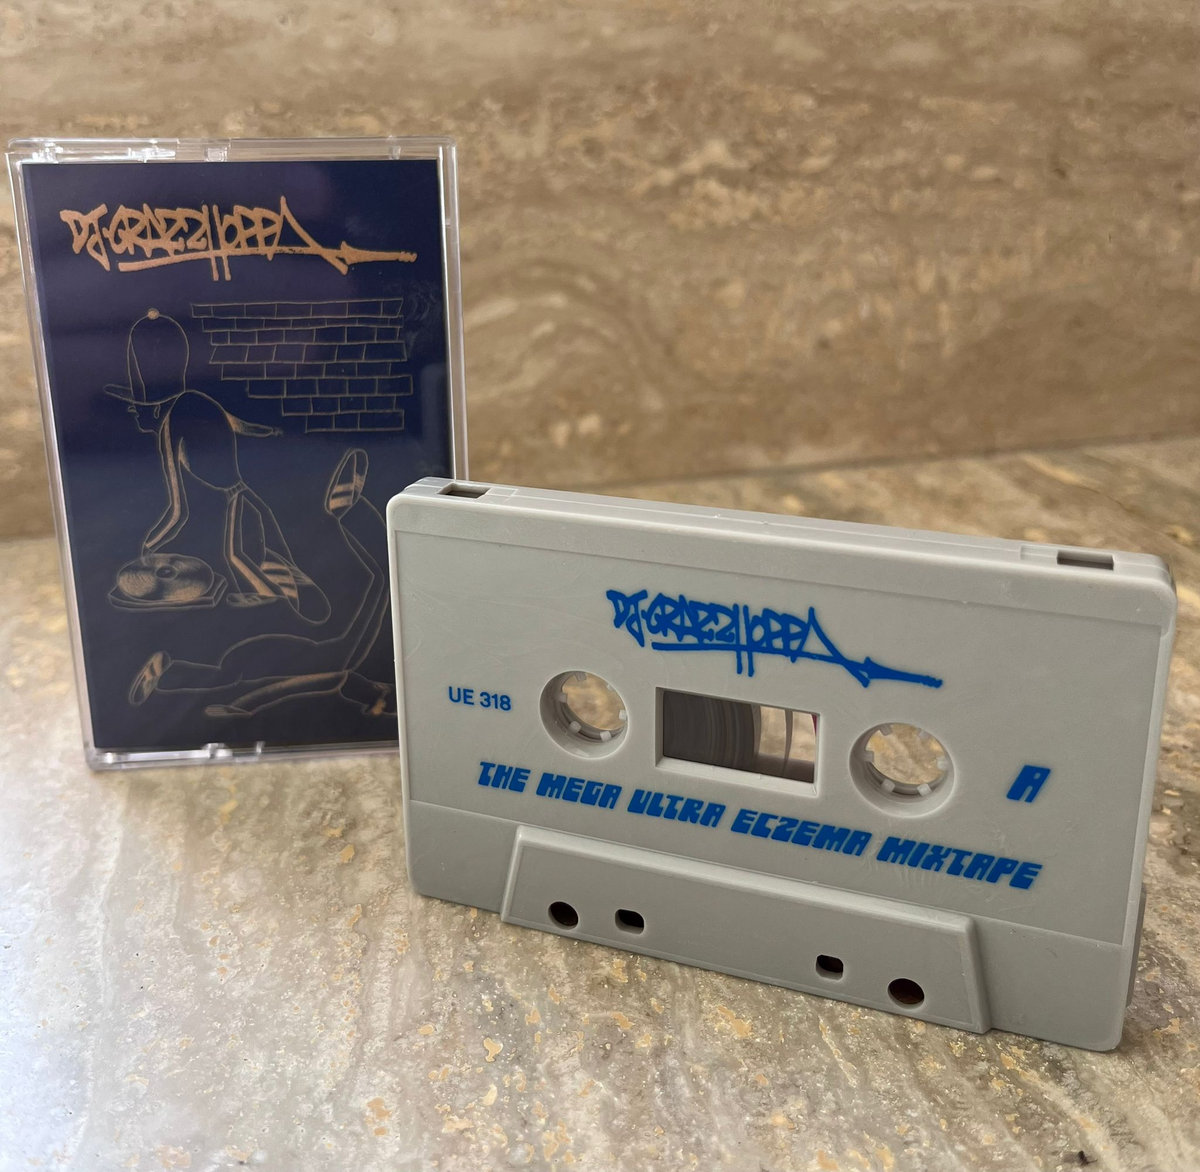 DJ-GRAZZHOPPA
DJ-GRAZZHOPPA
UE 318
A
THE MEGA ULTRA ECZEMA MIXTAPE